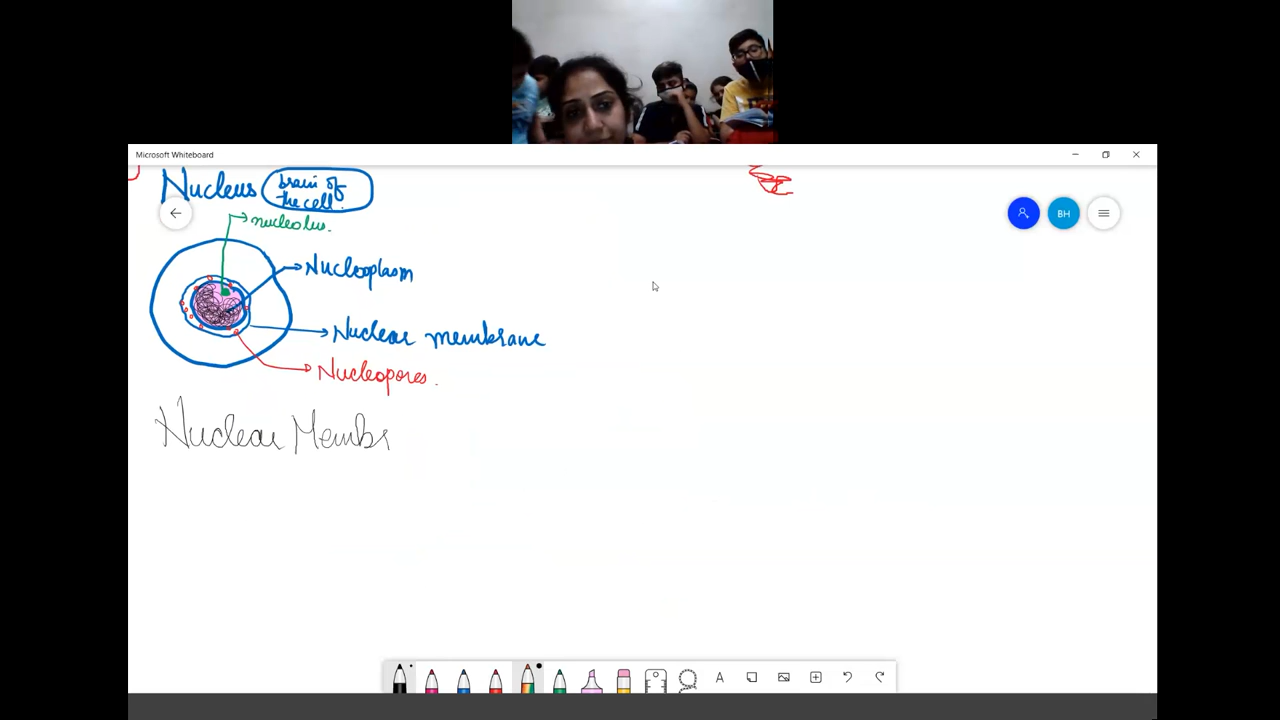 Microsoft Whiteboard
Nucleus brain of
the cell.
BH
nucleolus.
Nucleoplasm
Nuclear membrane
Nucleopores.
Nuclear Membr
A